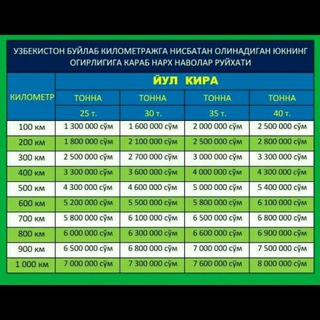 УЗБЕКИСТОН БУЙЛАБ КИЛОМЕТРАЖГА НИСБАТАН ОЛИНАДИГАН ЮКНИНГ
ОГИРЛИГИГА КАРАБ НАРХ НАВОЛАР РУЙХАТИ
КИЛОМЕТР
ЙУЛ КИРА
ТОННА ТОННА ТОННА ТОННА
25 т. 30 т. 35 т. 40 т.
100 км 1 300 000 сўм 1 600 000 сўм 2 000 000 сўм 2 500 000 сўм
200 км 1 800 000 сўм 2 100 000 сўм 2 500 000 сўм 2 800 000 сўм
300 км 2 500 000 сўм 2 700 000 сўм 3 000 000 сўм 3 300 000 сўм
400 км 3 300 000 сўм 3 600 000 сўм 4 000 000 сўм 4 300 000 сўм
500 км 4 300 000 сўм 4 400 000 сўм 4 600 000 сўм 5 000 000 сўм
600 км 5 200 000 сўм 5 500 000 сўм 5 800 000 сўм 6 200 000 сўм
700 км 5 800 000 сўм 6 000 000 сўм 6 500 000 сўм 6 800 000 сўм
800 км 6 000 000 сўм 6 300 000 сўм 6 600 000 сўм 6 900 000 сўм
900 км 6 500 000 сўм 6 800 000 сўм 7 000 000 сўм 7 500 000 сўм
1 000 км 7 000 000 сўм 7 300 000 сўм 7 600 000 сўм 8 000 000 сўм